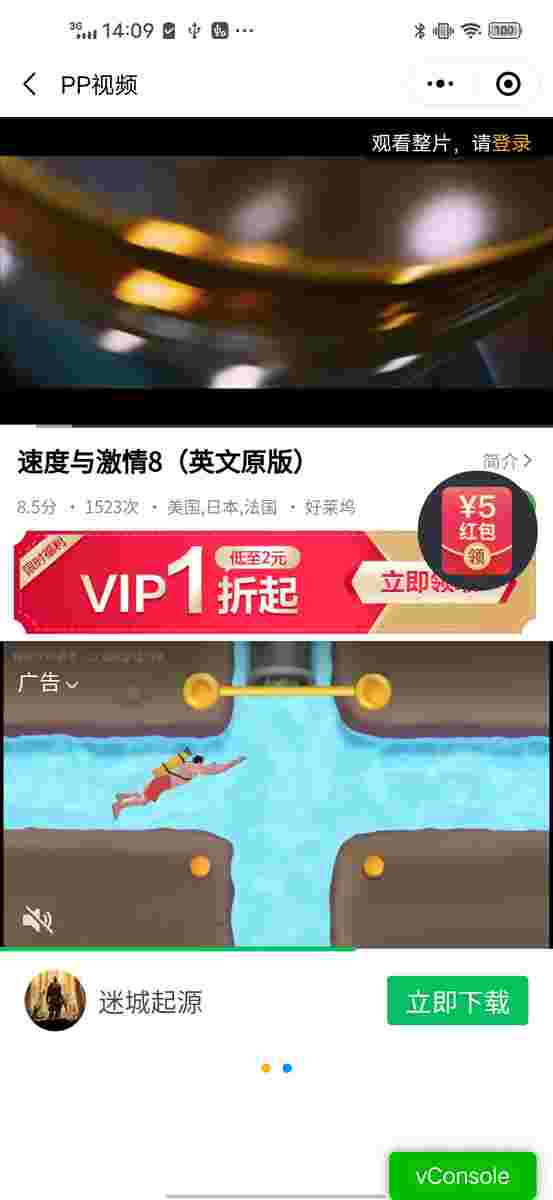 3G 14:09 100
PP视频
观看整片，请登录
速度与激情8（英文原版）
简介
8.5分 · 1523次 · 美国,日本,法国 · 好莱坞
¥5
红包
领
限时福利
VIP1折起
低至2元
立即领
广告
迷城起源
立即下载
vConsole